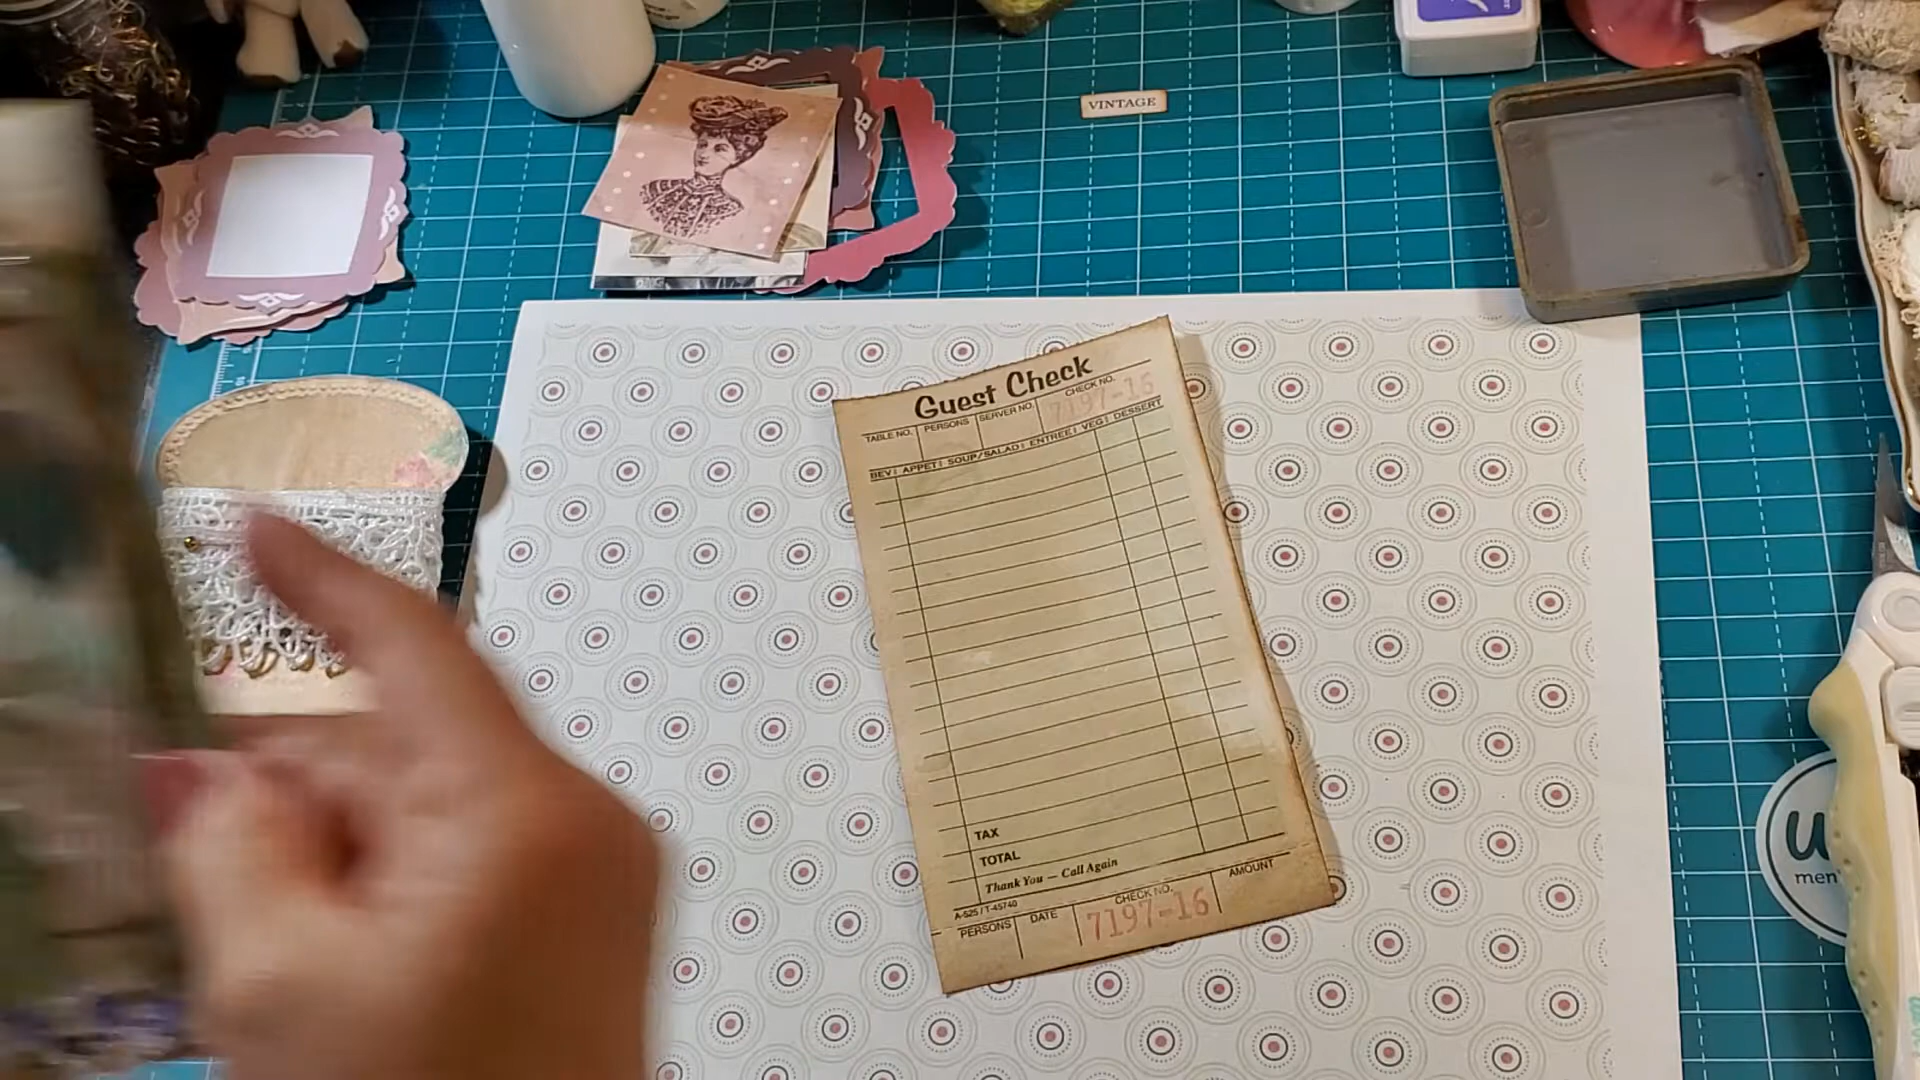 VINTAGE
Guest Check
TABLE NO. PERSONS SERVER NO. CHECK NO.
7197-16
BEV: APPET: SOUP/SALAD: ENTREE: VEG: DESSERT
TAX
TOTAL
Thank You — Call Again
A-525 / T-45740
PERSONS DATE CHECK NO. AMOUNT
7197-16